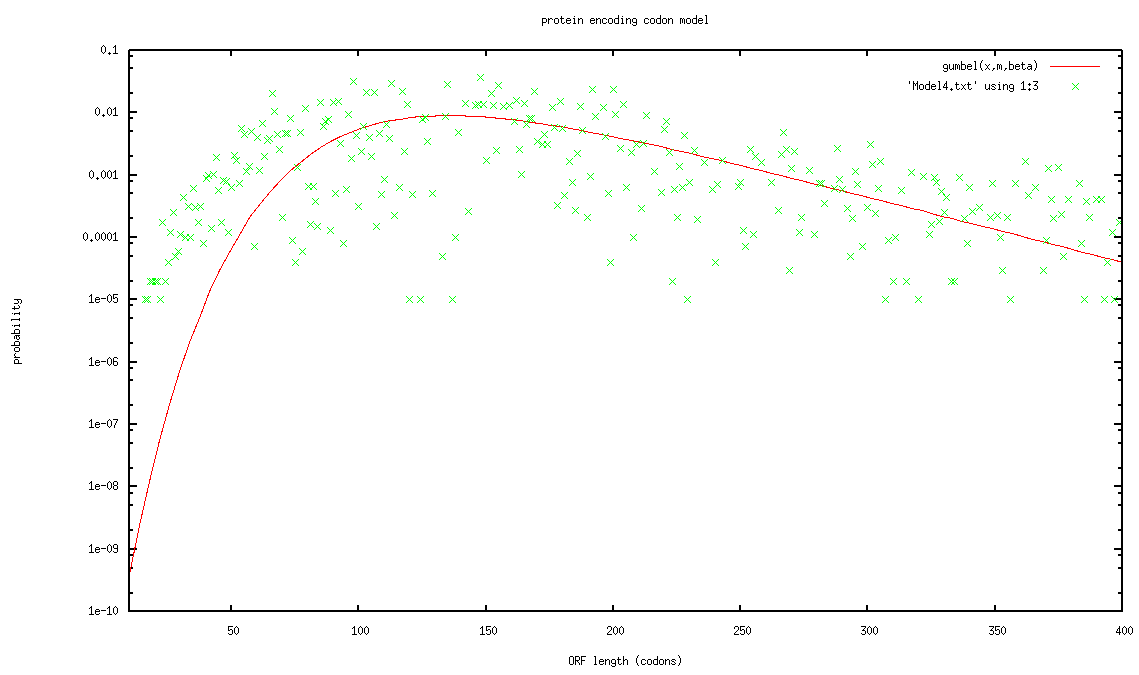 protein encoding codon model
gumbel(x,m,beta)
'Model4.txt' using 1:3
0.1
0.01
0.001
0.0001
1e-05
1e-06
1e-07
1e-08
1e-09
1e-10
probability
50 100 150 200 250 300 350 400
ORF length (codons)